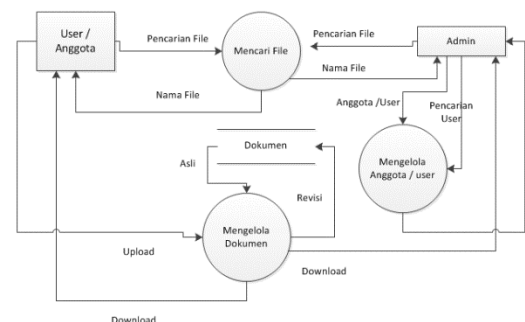 User /
Anggota
Pencarian File
Mencari File
Pencarian File
Admin
Nama File
Nama File
Anggota /User
Pencarian
User
Dokumen
Asli
Mengelola
Anggota / user
Revisi
Mengelola
Dokumen
Upload
Download
Download